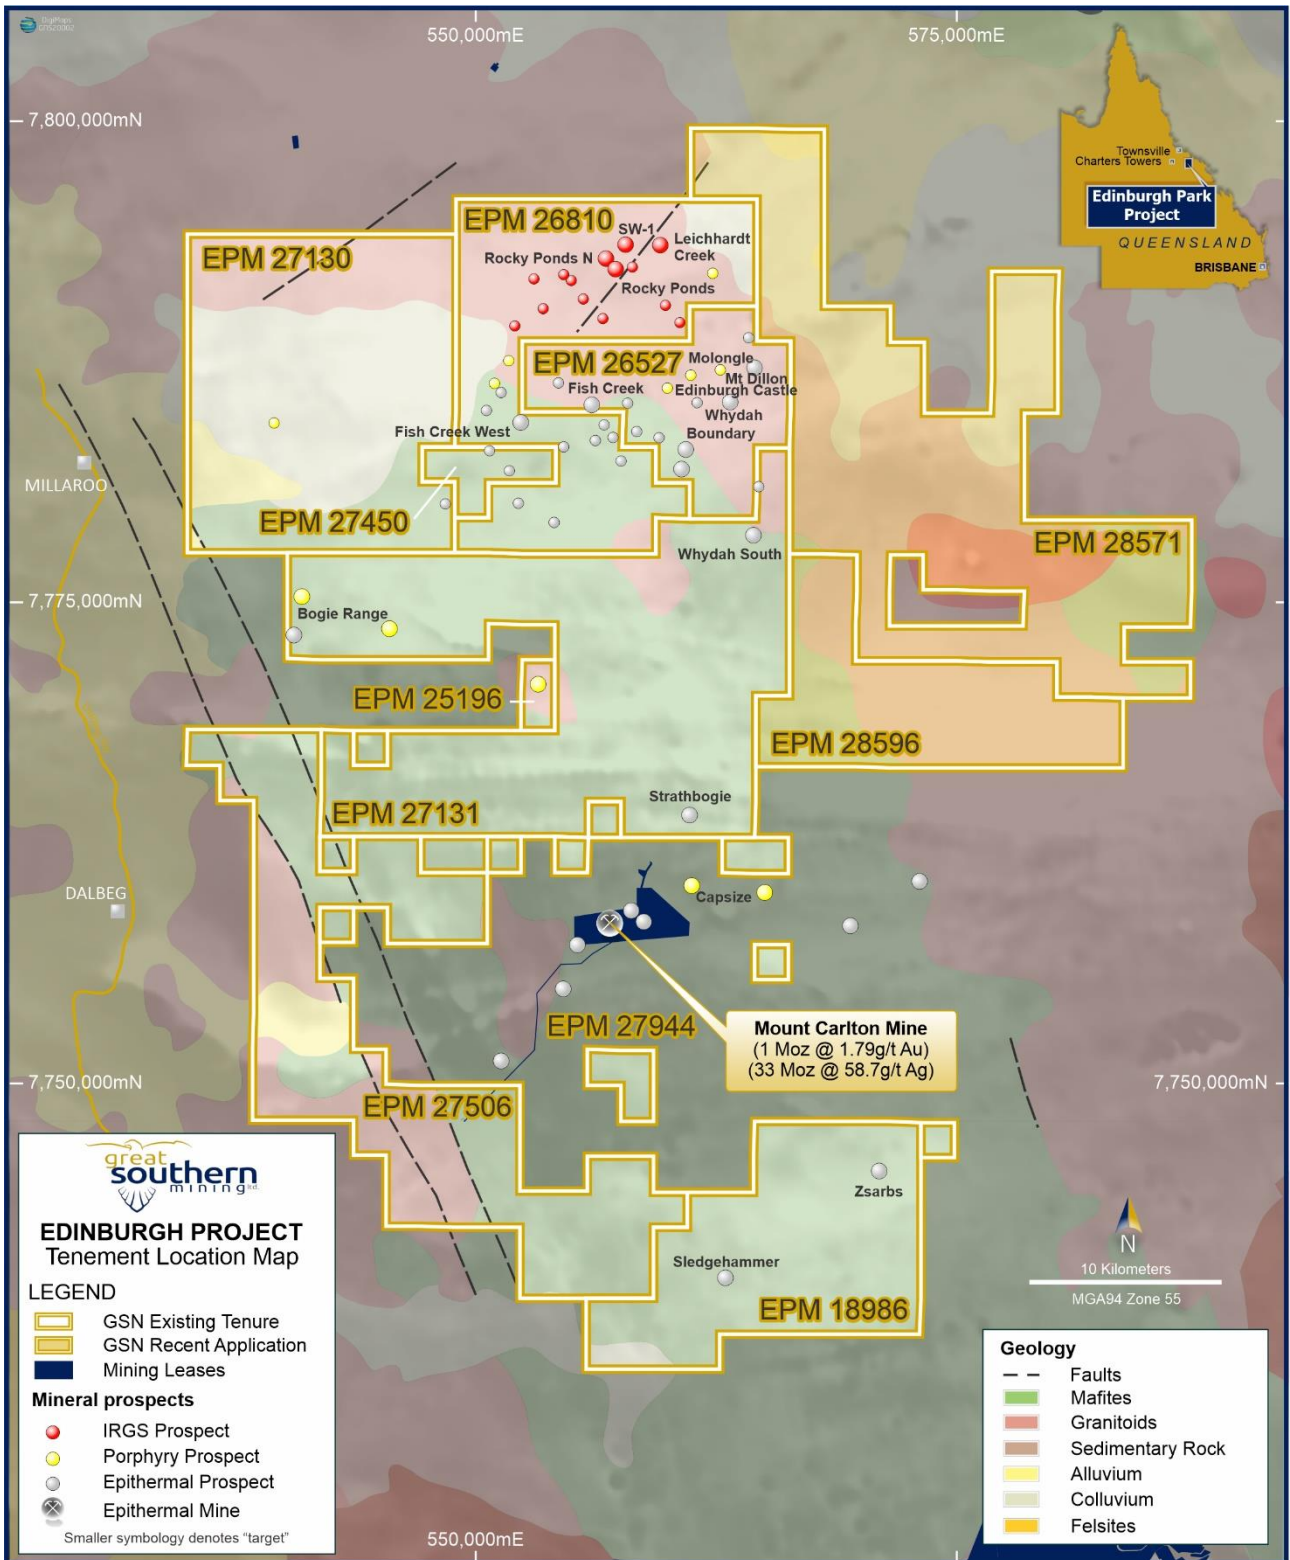 DigiMaps
GDS20002
550,000mE
575,000mE
7,800,000mN
Townsville
Charters Towers
Edinburgh Park
Project
QUEENSLAND
BRISBANE
EPM 26810
SW-1
Leichhardt
Creek
EPM 27130
Rocky Ponds N
Rocky Ponds
EPM 26527
Molongle
Mt Dillon
Fish Creek
Edinburgh Castle
Whydah
Fish Creek West
Boundary
MILLAROO
EPM 27450
EPM 28571
Whydah South
7,775,000mN
Bogie Range
EPM 25196
EPM 28596
Strathbogie
EPM 27131
Capsize
DALBEG
EPM 27944
Mount Carlton Mine
(1 Moz @ 1.79g/t Au)
(33 Moz @ 58.7g/t Ag)
7,750,000mN
7,750,000mN
EPM 27506
Zsarbs
Sledgehammer
EPM 18986
N
10 Kilometers
MGA94 Zone 55
great
southern
mining ltd.
EDINBURGH PROJECT
Tenement Location Map
LEGEND
GSN Existing Tenure
GSN Recent Application
Mining Leases
Mineral prospects
IRGS Prospect
Porphyry Prospect
Epithermal Prospect
Epithermal Mine
Smaller symbology denotes "target"
550,000mE
Geology
Faults
Mafites
Granitoids
Sedimentary Rock
Alluvium
Colluvium
Felsites